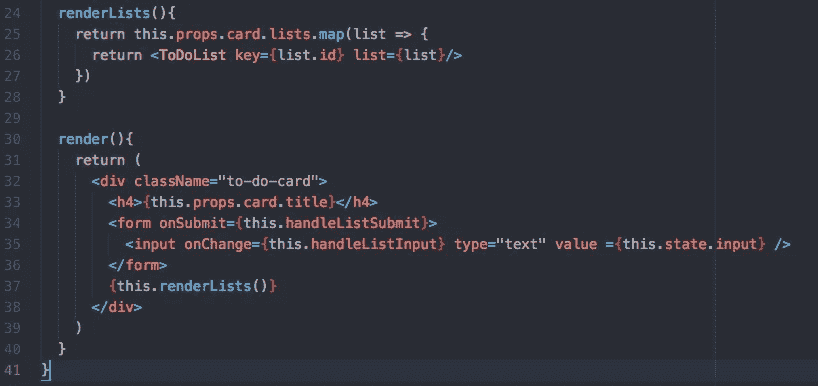 24 renderLists(){
25 return this.props.card.lists.map(list => {
26 return <ToDoList key={list.id} list={list}/>
27 })
28 }
29
30 render(){
31 return (
32 <div className="to-do-card">
33 <h4>{this.props.card.title}</h4>
34 <form onSubmit={this.handleListSubmit}>
35 <input onChange={this.handleListInput} type="text" value ={this.state.input} />
36 </form>
37 {this.renderLists()}
38 </div>
39 )
40 }
41 }